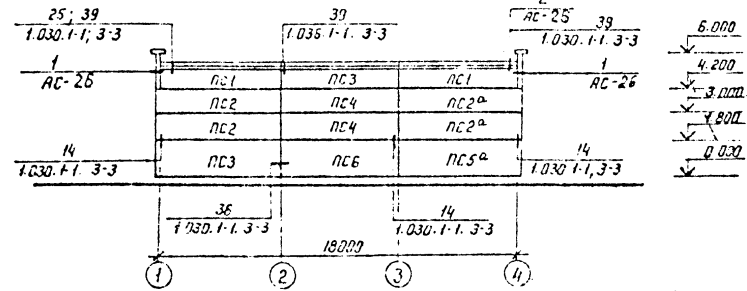 25; 39
1.030.1-1; 3-3
39
1.036.1-1. 3-3
2
АС-26
39
1.030.1-1. 3-3
6.000
1
АС-26
1
АС-26
4.200
ПС1 ПС3 ПС1
3.000
ПС2 ПС4 ПС2а
1.800
ПС2 ПС4 ПС2а
0.000
14
1.030.1-1. 3-3
ПС3 ПС6 ПС5а
14
1.030.1-1, 3-3
36
1.030.1-1. 3-3
14
1.030.1-1. 3-3
18000
1 2 3 4